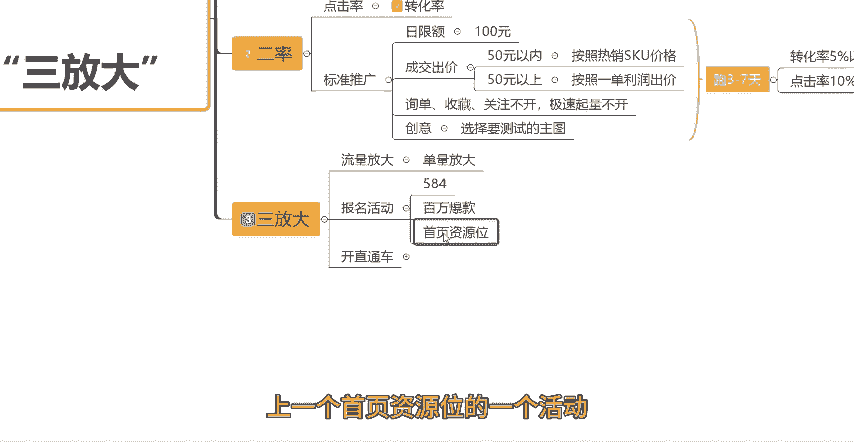 “三放大”
2 二率
点击率
转化率
标准推广
日限额
100元
成交出价
50元以内
按照热销SKU价格
50元以上
按照一单利润出价
询单、收藏、关注不开，极速起量不开
创意
选择要测试的主图
跑3-7天
转化率5%以
点击率10%
3 三放大
流量放大
单量放大
报名活动
584
百万爆款
首页资源位
开直通车
上一个首页资源位的一个活动